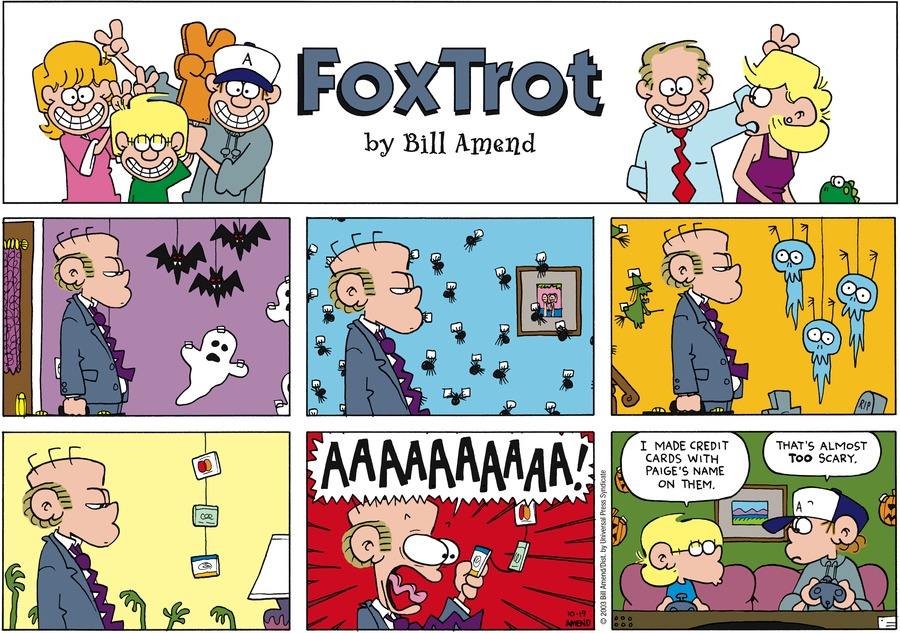 A
FoxTrot
by Bill Amend
RIP
AAAAAAAAAA!
10-19
AMEND
© 2003 Bill Amend/Dist. by Universal Press Syndicate
I MADE CREDIT
CARDS WITH
PAIGE'S NAME
ON THEM.
THAT'S ALMOST
TOO SCARY.
A